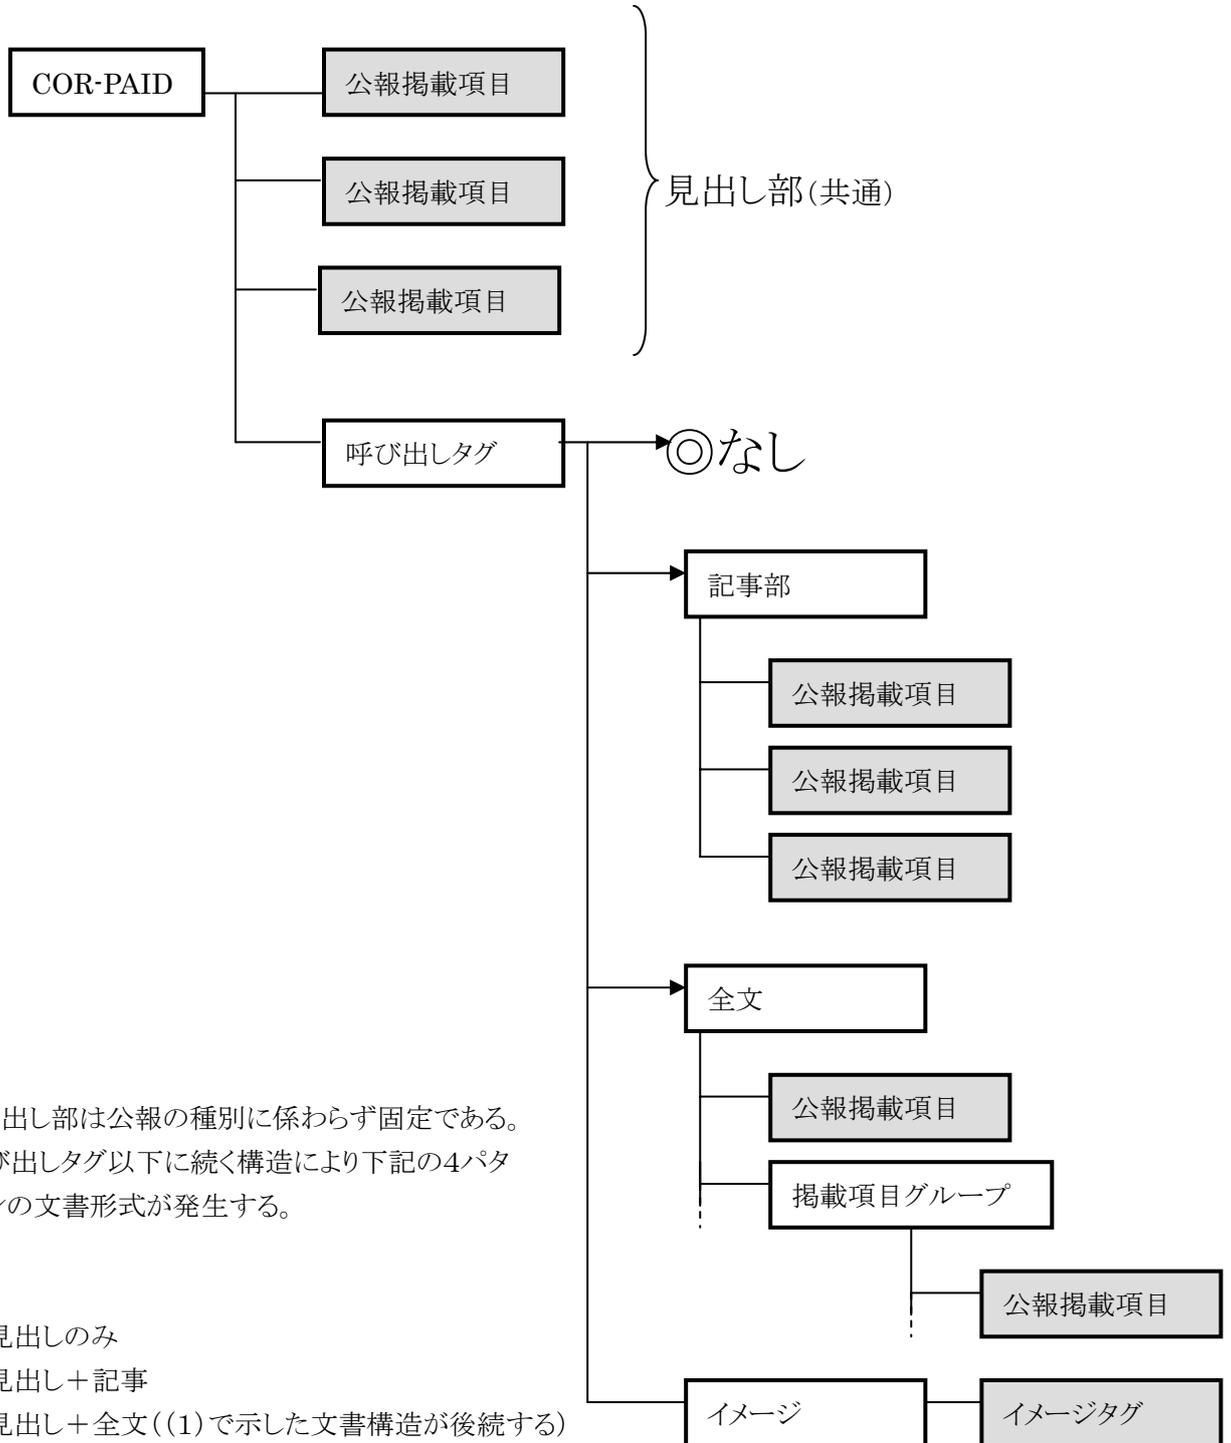 COR-PAID
公報掲載項目
公報掲載項目
見出し部(共通)
公報掲載項目
呼び出しタグ
◎なし
記事部
公報掲載項目
公報掲載項目
公報掲載項目
全文
公報掲載項目
掲載項目グループ
公報掲載項目
イメージ
イメージタグ
出し部は公報の種別に係わらず固定である。
び出しタグ以下に続く構造により下記の4パタ
ンの文書形式が発生する。
見出しのみ
見出し+記事
見出し+全文((1)で示した文書構造が後続する)